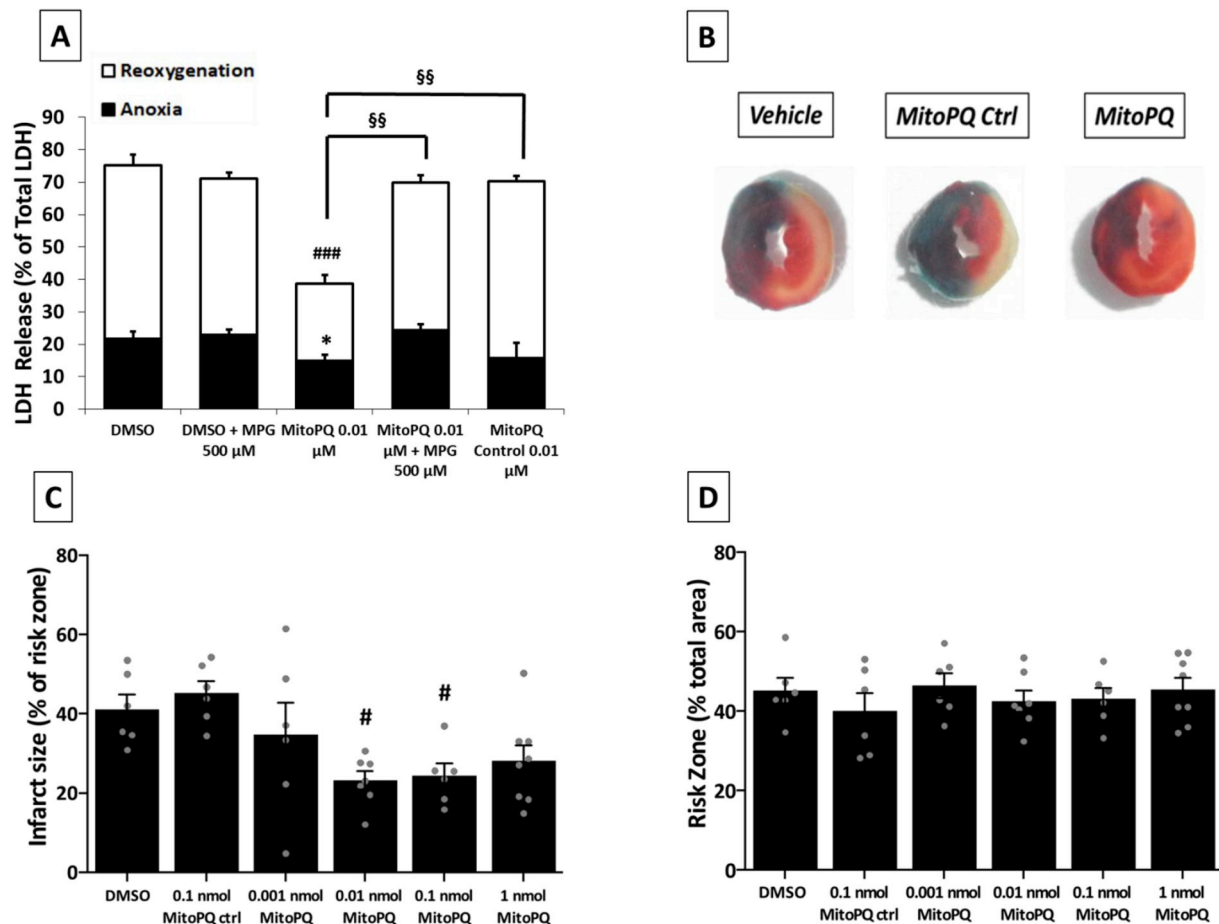 A
Reoxygenation
Anoxia
§§
§§
LDH Release (% of Total LDH)
90
80
70
60
50
40
30
20
10
0
###
*
DMSO
DMSO + MPG
500 µM
MitoPQ 0.01
µM
MitoPQ 0.01
µM + MPG
500 µM
MitoPQ
Control 0.01
µM
B
Vehicle
MitoPQ Ctrl
MitoPQ
C
Infarct size (% of risk zone)
80
60
40
20
0
#
#
DMSO
0.1 nmol
MitoPQ ctrl
0.001 nmol
MitoPQ
0.01 nmol
MitoPQ
0.1 nmol
MitoPQ
1 nmol
MitoPQ
D
Risk Zone (% total area)
80
60
40
20
0
DMSO
0.1 nmol
MitoPQ ctrl
0.001 nmol
MitoPQ
0.01 nmol
MitoPQ
0.1 nmol
MitoPQ
1 nmol
MitoPQ